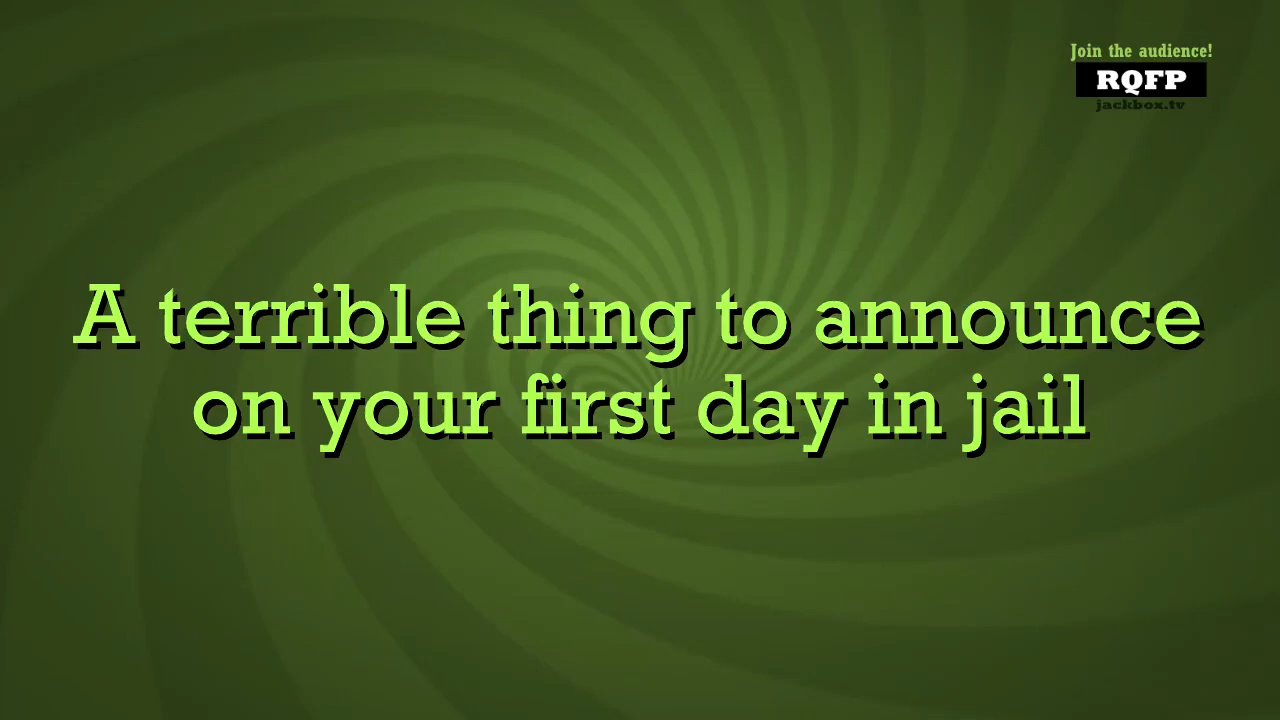 Join the audience!
RQFP
jackbox.tv
A terrible thing to announce
on your first day in jail